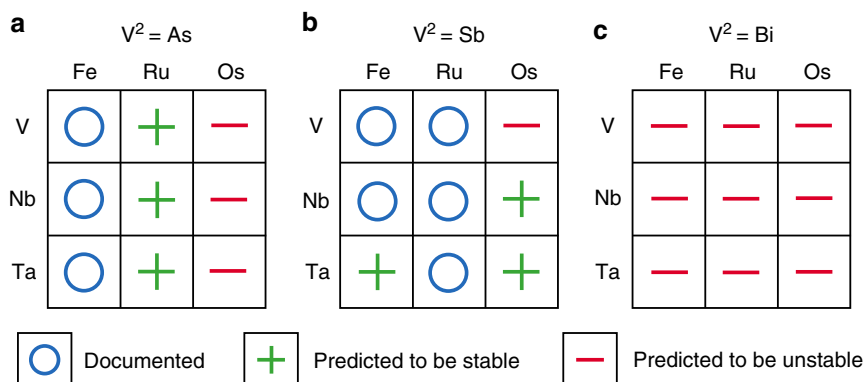 a V² = As
b V² = Sb
c V² = Bi
Fe Ru Os
Fe Ru Os
Fe Ru Os
V V V
Nb Nb Nb
Ta Ta Ta
Documented Predicted to be stable Predicted to be unstable